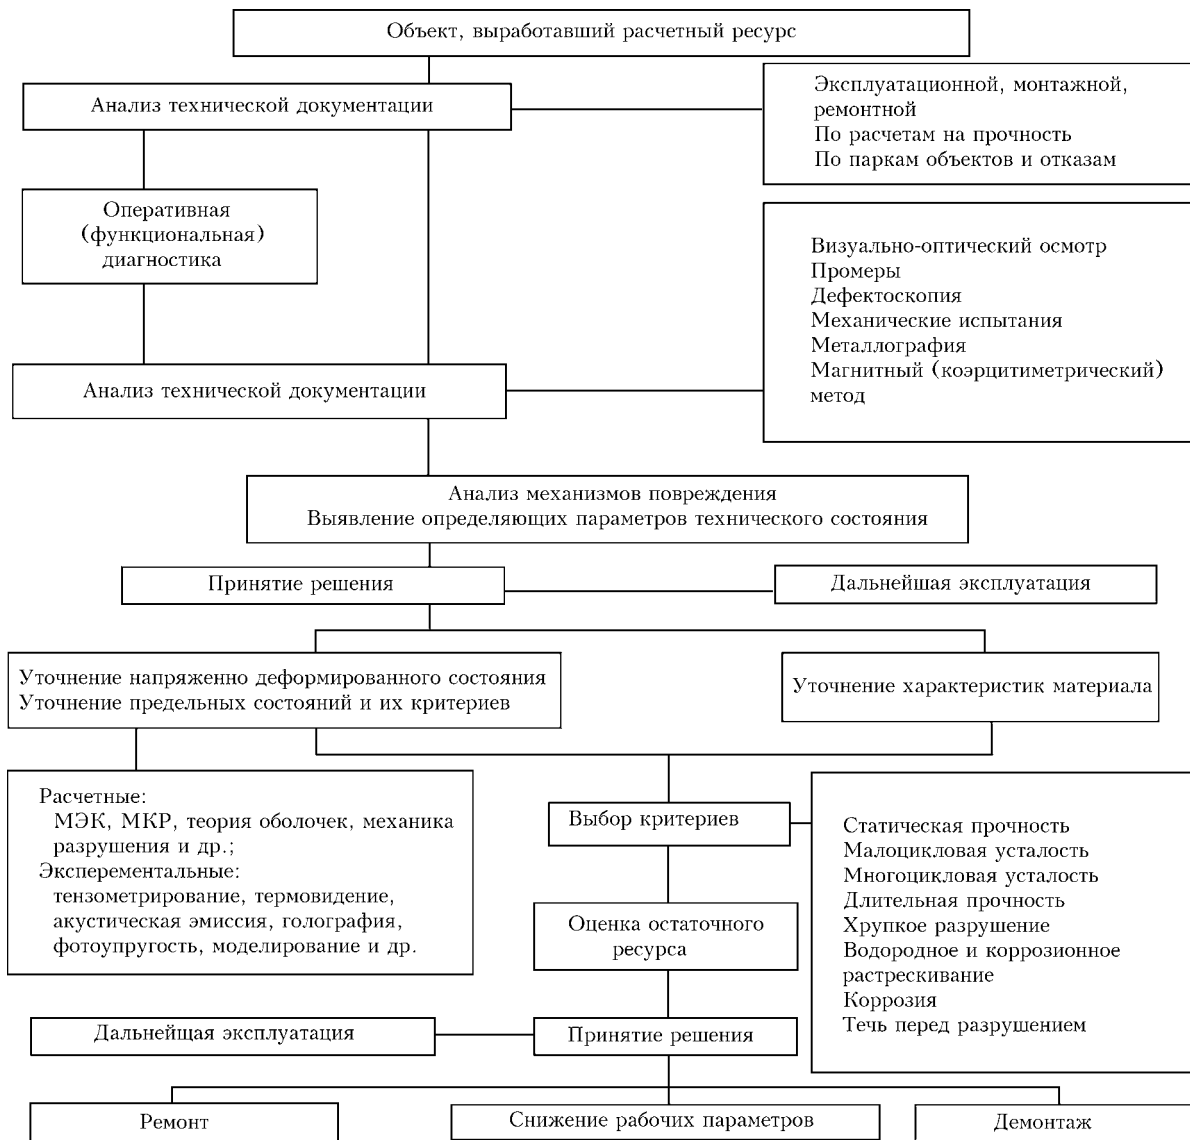 Объект, выработавший расчетный ресурс
Анализ технической документации
Эксплуатационной, монтажной,
ремонтной
По расчетам на прочность
По паркам объектов и отказам
Оперативная
(функциональная)
диагностика
Визуально-оптический осмотр
Промеры
Дефектоскопия
Механические испытания
Металлография
Магнитный (коэрцитиметрический)
метод
Анализ технической документации
Анализ механизмов повреждения
Выявление определяющих параметров технического состояния
Принятие решения
Дальнейшая эксплуатация
Уточнение напряженно деформированного состояния
Уточнение предельных состояний и их критериев
Уточнение характеристик материала
Расчетные:
МЭК, МКР, теория оболочек, механика
разрушения и др.;
Эксперементальные:
тензометрирование, термовидение,
акустическая эмиссия, голография,
фотоупругость, моделирование и др.
Выбор критериев
Статическая прочность
Малоцикловая усталость
Многоцикловая усталость
Длительная прочность
Хрупкое разрушение
Водородное и коррозионное
растрескивание
Коррозия
Течь перед разрушением
Оценка остаточного
ресурса
Дальнейщая эксплуатация
Принятие решения
Ремонт
Снижение рабочих параметров
Демонтаж